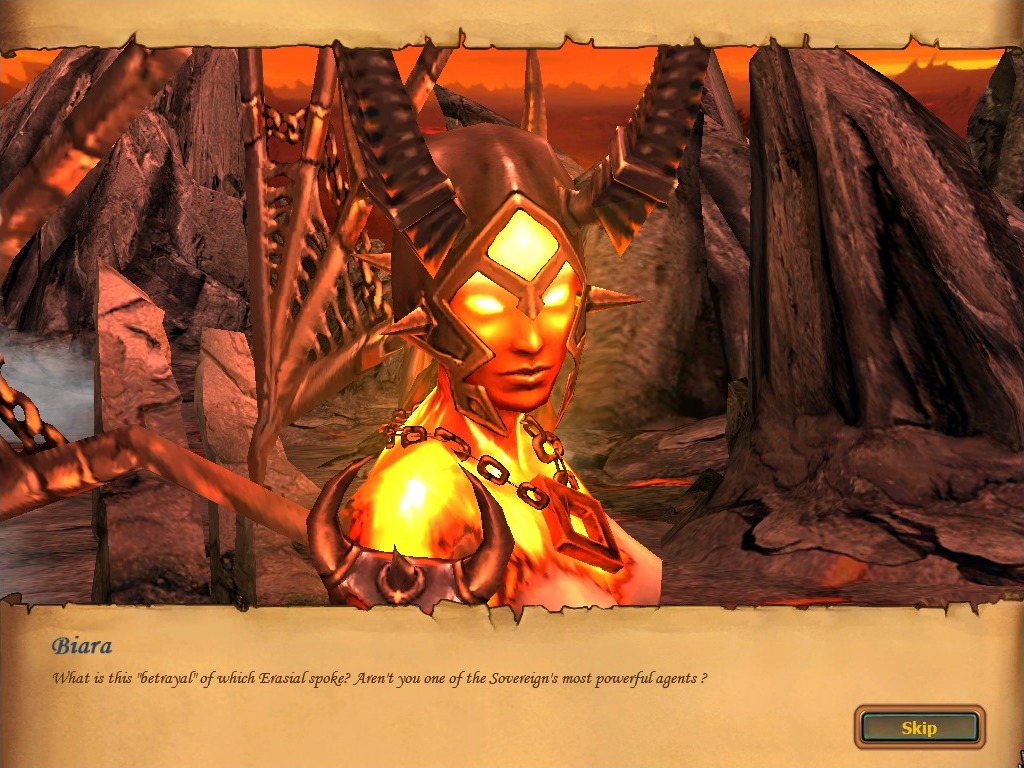 Biara
What is this "betrayal" of which Erasial spoke? Aren't you one of the Sovereign's most powerful agents ?
Skip